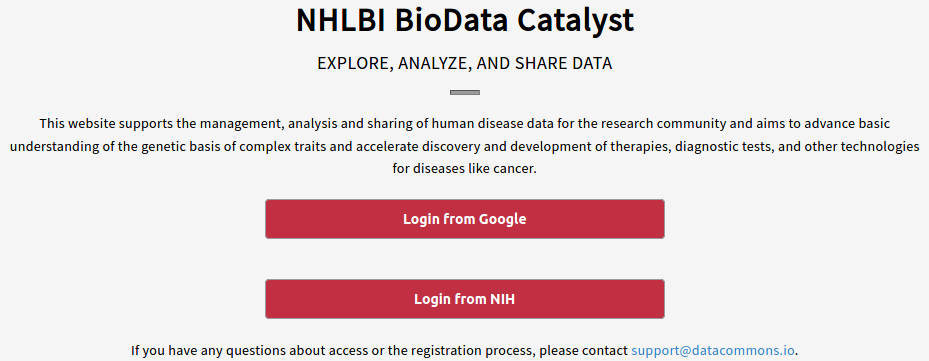 NHLBI BioData Catalyst
EXPLORE, ANALYZE, AND SHARE DATA
This website supports the management, analysis and sharing of human disease data for the research community and aims to advance basic
understanding of the genetic basis of complex traits and accelerate discovery and development of therapies, diagnostic tests, and other technologies
for diseases like cancer.
Login from Google
Login from NIH
If you have any questions about access or the registration process, please contact support@datacommons.io.